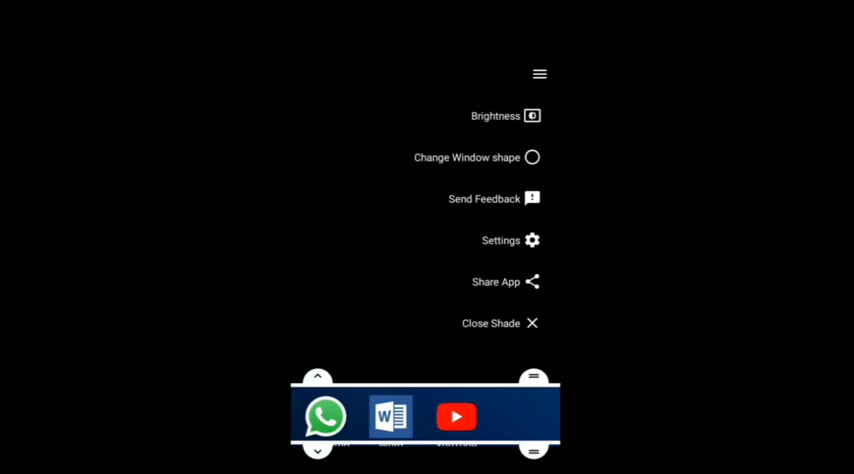 Brightness
Change Window shape
Send Feedback
Settings
Share App
Close Shade
W